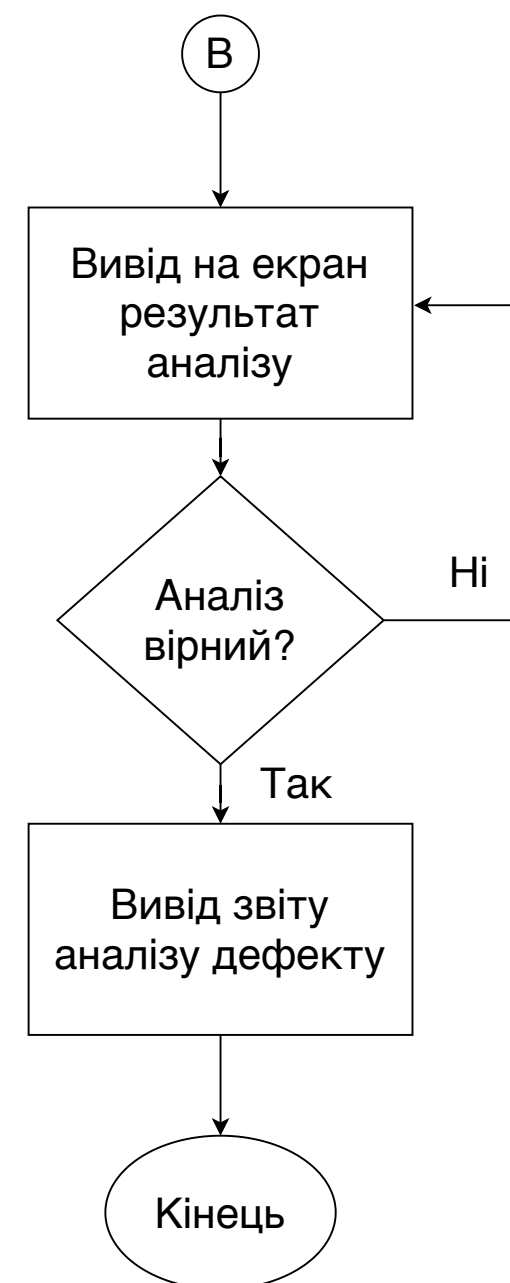 В
Вивід на екран
результат
аналізу
Аналіз
вірний?
Ні
Так
Вивід звіту
аналізу дефекту
Кінець